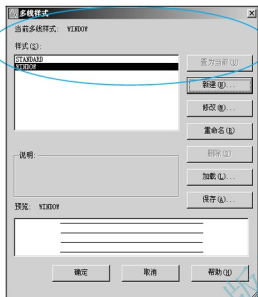 多线样式
当前多线样式: WINDOW
样式(S):
STANDARD
WINDOW
置为当前(U)
新建(N)...
修改(M)...
重命名(R)
说明:
删除(D)
加载(L)...
保存(A)...
预览: WINDOW
确定
取消
帮助(H)
版